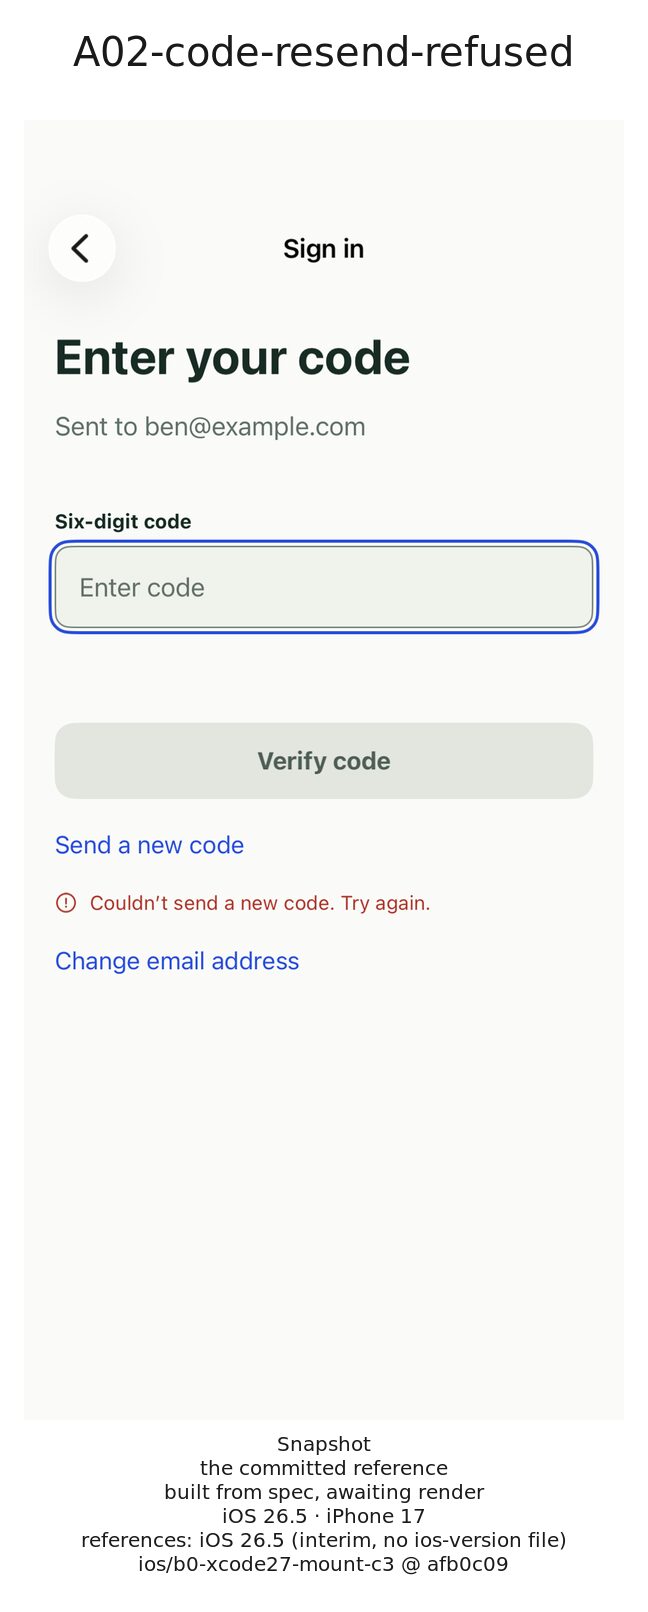 A02-code-resend-refused
Sign in
Enter your code
Sent to ben@example.com
Six-digit code
Enter code
Verify code
Send a new code
Couldn’t send a new code. Try again.
Change email address
Snapshot
the committed reference
built from spec, awaiting render
iOS 26.5 · iPhone 17
references: iOS 26.5 (interim, no ios-version file)
ios/b0-xcode27-mount-c3 @ afb0c09